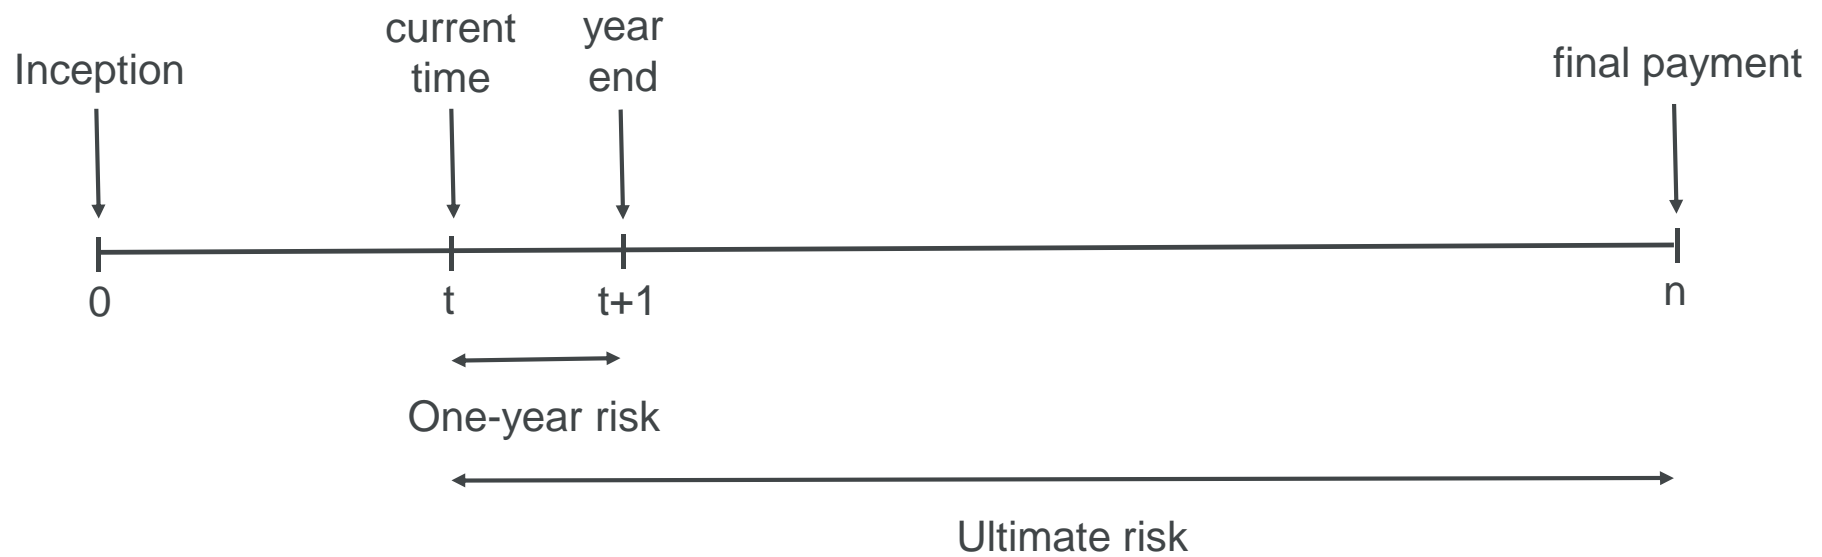 Inception
current
time
year
end
final payment
0
t
t+1
n
One-year risk
Ultimate risk